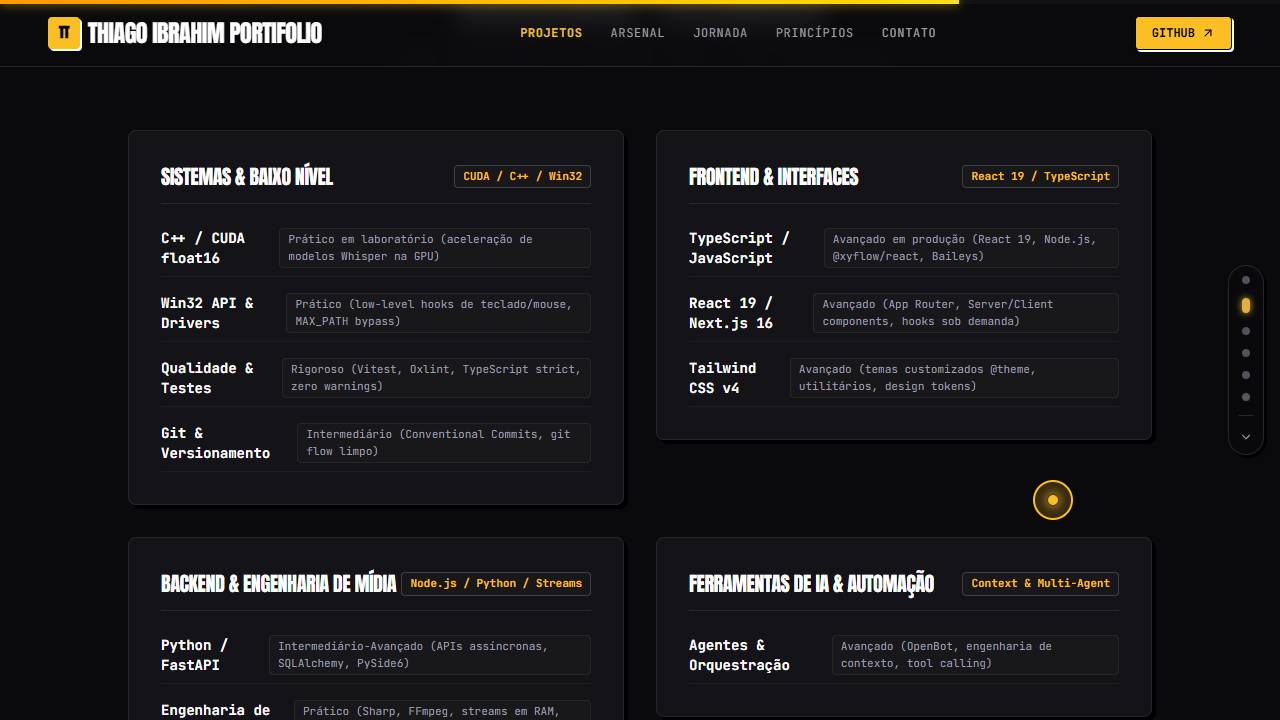 π THIAGO IBRAHIM PORTIFOLIO
PROJETOS ARSENAL JORNADA PRINCÍPIOS CONTATO
GITHUB
SISTEMAS & BAIXO NÍVEL
CUDA / C++ / Win32
C++ / CUDA
float16
Prático em laboratório (aceleração de
modelos Whisper na GPU)
Win32 API &
Drivers
Prático (low-level hooks de teclado/mouse,
MAX_PATH bypass)
Qualidade &
Testes
Rigoroso (Vitest, Oxlint, TypeScript strict,
zero warnings)
Git &
Versionamento
Intermediário (Conventional Commits, git
flow limpo)
FRONTEND & INTERFACES
React 19 / TypeScript
TypeScript /
JavaScript
Avançado em produção (React 19, Node.js,
@xyflow/react, Baileys)
React 19 /
Next.js 16
Avançado (App Router, Server/Client
components, hooks sob demanda)
Tailwind
CSS v4
Avançado (temas customizados @theme,
utilitários, design tokens)
BACKEND & ENGENHARIA DE MÍDIA
Node.js / Python / Streams
Python /
FastAPI
Intermediário-Avançado (APIs assíncronas,
SQLAlchemy, PySide6)
Engenharia de
Prático (Sharp, FFmpeg, streams em RAM,
FERRAMENTAS DE IA & AUTOMAÇÃO
Context & Multi-Agent
Agentes &
Orquestração
Avançado (OpenBot, engenharia de
contexto, tool calling)